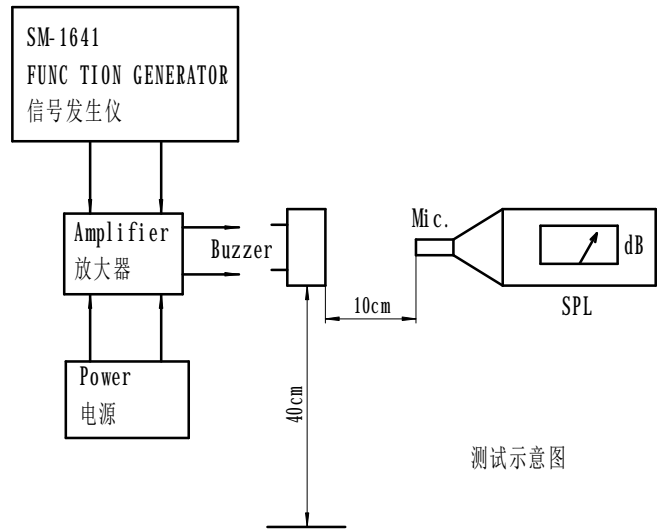 SM-1641
FUNC TION GENERATOR
信号发生仪
Amplifier
放大器
Buzzer
Mic.
dB
SPL
10cm
Power
电源
40cm
测试示意图